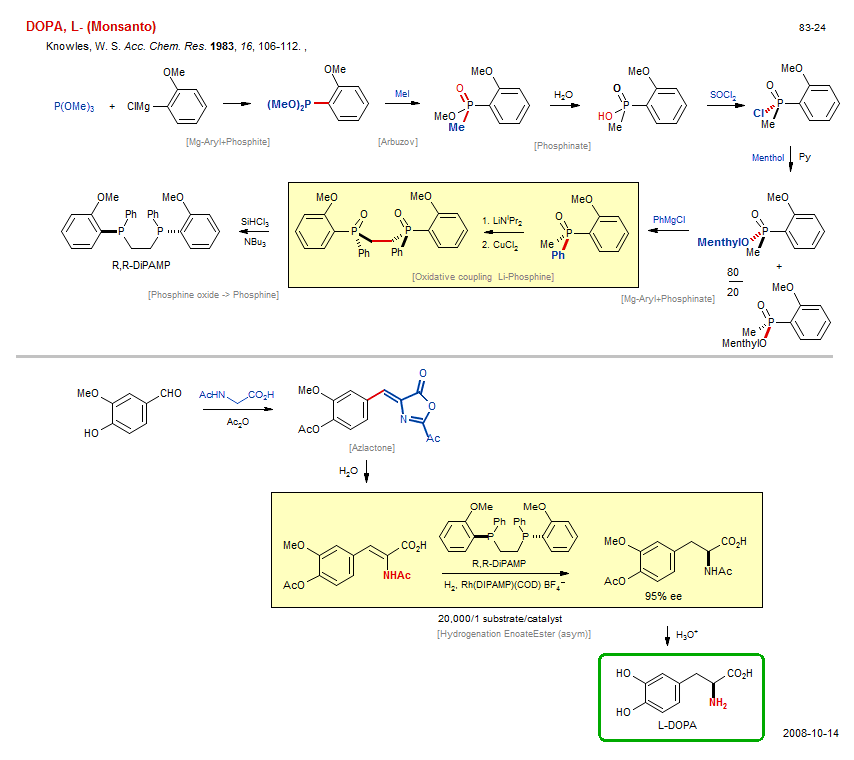 DOPA, L- (Monsanto)
83-24
Knowles, W. S. Acc. Chem. Res. 1983, 16, 106-112. ,
P(OMe)3 + ClMg OMe
(MeO)2P OMe
MeI
MeO O P MeO Me
H2O
MeO O P HO Me
SOCl2
MeO O P Cl Me
[Mg-Aryl+Phosphite]
[Arbuzov]
[Phosphinate]
Menthol Py
OMe MeO Ph Ph P P
R,R-DiPAMP
SiHCl3
NBu3
MeO O P Ph O P Ph MeO
1. LiNiPr2
2. CuCl2
MeO O P Me Ph
PhMgCl
MeO O P MenthylO Me
+
80
20
MeO O P Me MenthylO
[Oxidative coupling Li-Phosphine]
[Phosphine oxide -> Phosphine]
[Mg-Aryl+Phosphinate]
MeO CHO HO
AcHN CO2H
Ac2O
MeO AcO O O N Ac
[Azlactone]
H2O
MeO CO2H AcO NHAc
OMe MeO Ph Ph P P
R,R-DiPAMP
H2, Rh(DIPAMP)(COD) BF4−
MeO CO2H AcO NHAc
95% ee
20,000/1 substrate/catalyst
[Hydrogenation EnoateEster (asym)]
H3O+
HO CO2H HO NH2
L-DOPA
2008-10-14